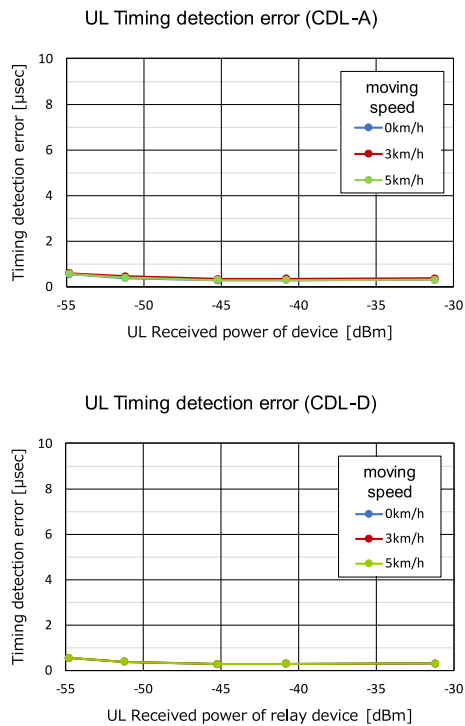 UL Timing detection error (CDL-A)
Timing detection error [μsec]
10
8
6
4
2
0
moving
speed
0km/h
3km/h
5km/h
-55 -50 -45 -40 -35 -30
UL Received power of device [dBm]
UL Timing detection error (CDL-D)
Timing detection error [μsec]
10
8
6
4
2
0
moving
speed
0km/h
3km/h
5km/h
-55 -50 -45 -40 -35 -30
UL Received power of relay device [dBm]